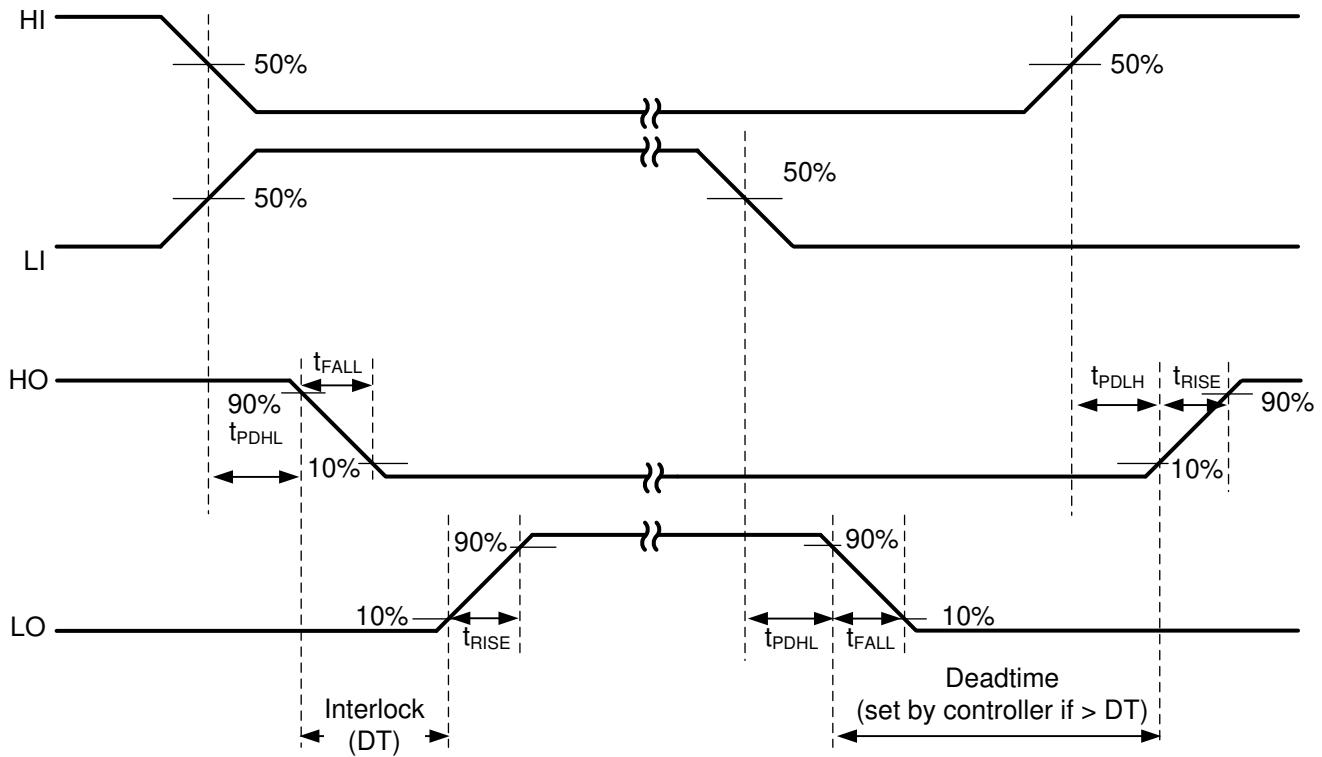 HI
50%
50%
50%
50%
LI
HO
tFALL
90%
tPDHL
10%
tPDLH
tRISE
90%
10%
90%
90%
LO
10%
tRISE
tPDHL
tFALL
10%
Interlock
(DT)
Deadtime
(set by controller if > DT)